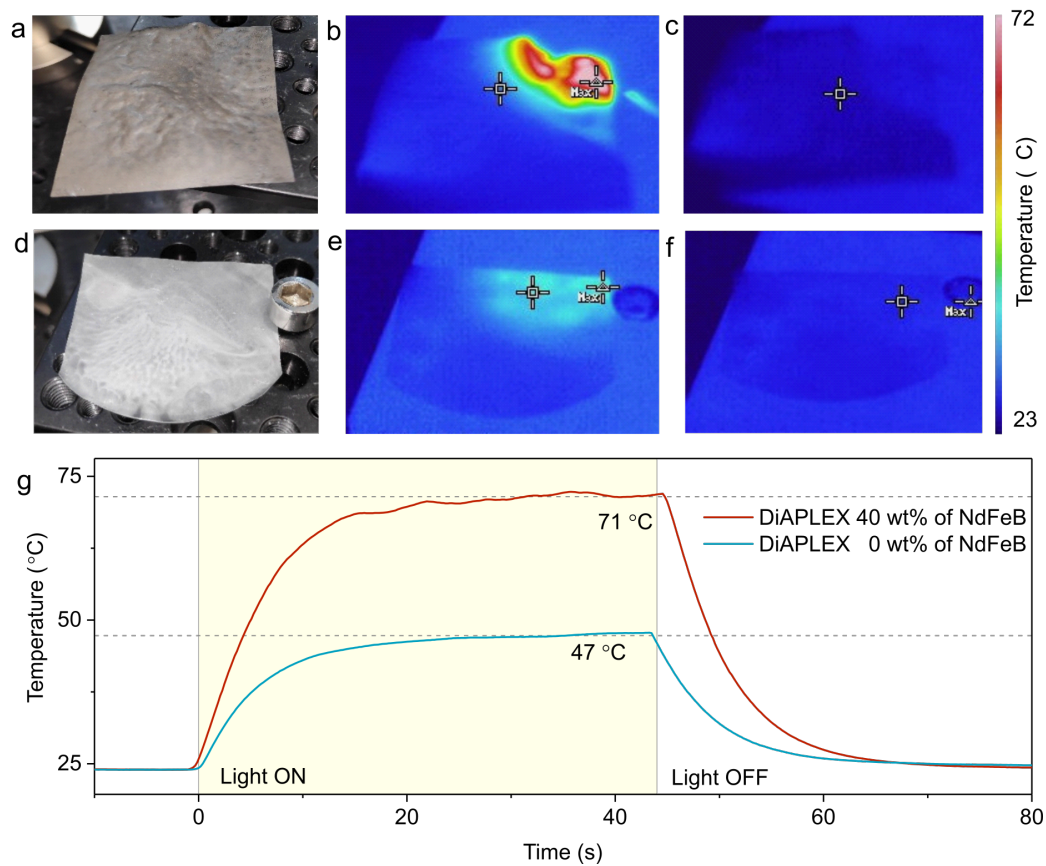 a
b
c
72
Max
Temperature ( C)
d
e
f
Max
Max
23
g
75
71 °C
DiAPLEX 40 wt% of NdFeB
DiAPLEX 0 wt% of NdFeB
50
47 °C
25
Light ON
Light OFF
Temperature (°C)
0
20
40
60
80
Time (s)